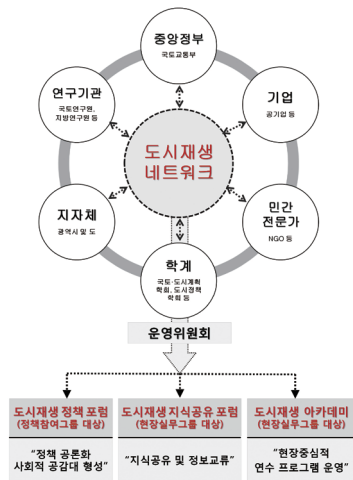 중앙정부
국토교통부
연구기관
국토연구원,
지방연구원 등
기업
공기업 등
도시재생
네트워크
지자체
광역시 및 도
민간
전문가
NGO 등
학계
국토·도시계획
학회, 도시정책
학회 등
운영위원회
도시재생 정책 포럼
(정책참여그룹 대상)
도시재생 지식공유 포럼
(현장실무그룹 대상)
도시재생 아카데미
(현장실무그룹 대상)
"정책 공론화
사회적 공감대 형성"
"지식공유 및 정보교류"
"현장중심적
연수 프로그램 운영"